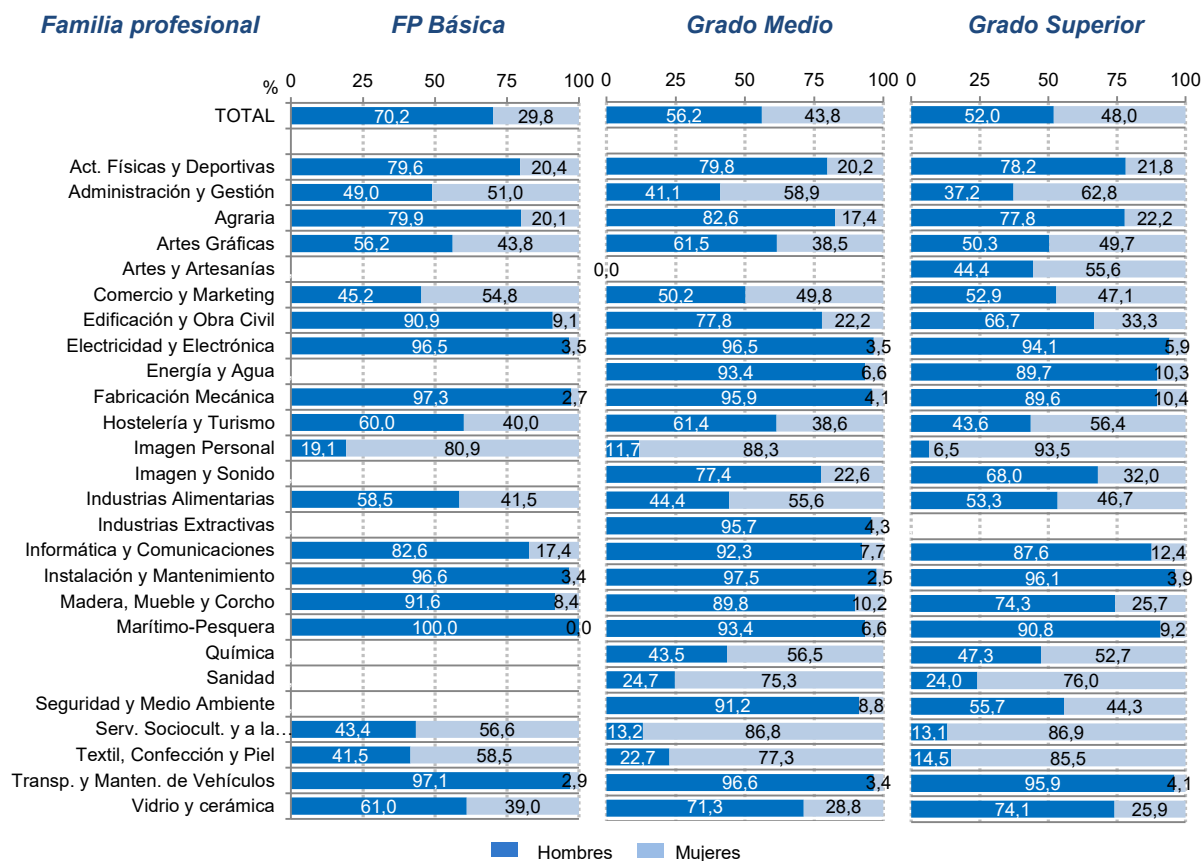 Familia profesional FP Básica Grado Medio Grado Superior
% 0 25 50 75 100 0 25 50 75 100 0 25 50 75 100
TOTAL 70,2 29,8 56,2 43,8 52,0 48,0
Act. Físicas y Deportivas 79,6 20,4 79,8 20,2 78,2 21,8
Administración y Gestión 49,0 51,0 41,1 58,9 37,2 62,8
Agraria 79,9 20,1 82,6 17,4 77,8 22,2
Artes Gráficas 56,2 43,8 61,5 38,5 50,3 49,7
Artes y Artesanías 0,0 44,4 55,6
Comercio y Marketing 45,2 54,8 50,2 49,8 52,9 47,1
Edificación y Obra Civil 90,9 9,1 77,8 22,2 66,7 33,3
Electricidad y Electrónica 96,5 3,5 96,5 3,5 94,1 5,9
Energía y Agua 93,4 6,6 89,7 10,3
Fabricación Mecánica 97,3 2,7 95,9 4,1 89,6 10,4
Hostelería y Turismo 60,0 40,0 61,4 38,6 43,6 56,4
Imagen Personal 19,1 80,9 11,7 88,3 6,5 93,5
Imagen y Sonido 77,4 22,6 68,0 32,0
Industrias Alimentarias 58,5 41,5 44,4 55,6 53,3 46,7
Industrias Extractivas 95,7 4,3
Informática y Comunicaciones 82,6 17,4 92,3 7,7 87,6 12,4
Instalación y Mantenimiento 96,6 3,4 97,5 2,5 96,1 3,9
Madera, Mueble y Corcho 91,6 8,4 89,8 10,2 74,3 25,7
Marítimo-Pesquera 100,0 0,0 93,4 6,6 90,8 9,2
Química 43,5 56,5 47,3 52,7
Sanidad 24,7 75,3 24,0 76,0
Seguridad y Medio Ambiente 91,2 8,8 55,7 44,3
Serv. Sociocult. y a la… 43,4 56,6 13,2 86,8 13,1 86,9
Textil, Confección y Piel 41,5 58,5 22,7 77,3 14,5 85,5
Transp. y Manten. de Vehículos 97,1 2,9 96,6 3,4 95,9 4,1
Vidrio y cerámica 61,0 39,0 71,3 28,8 74,1 25,9
Hombres Mujeres